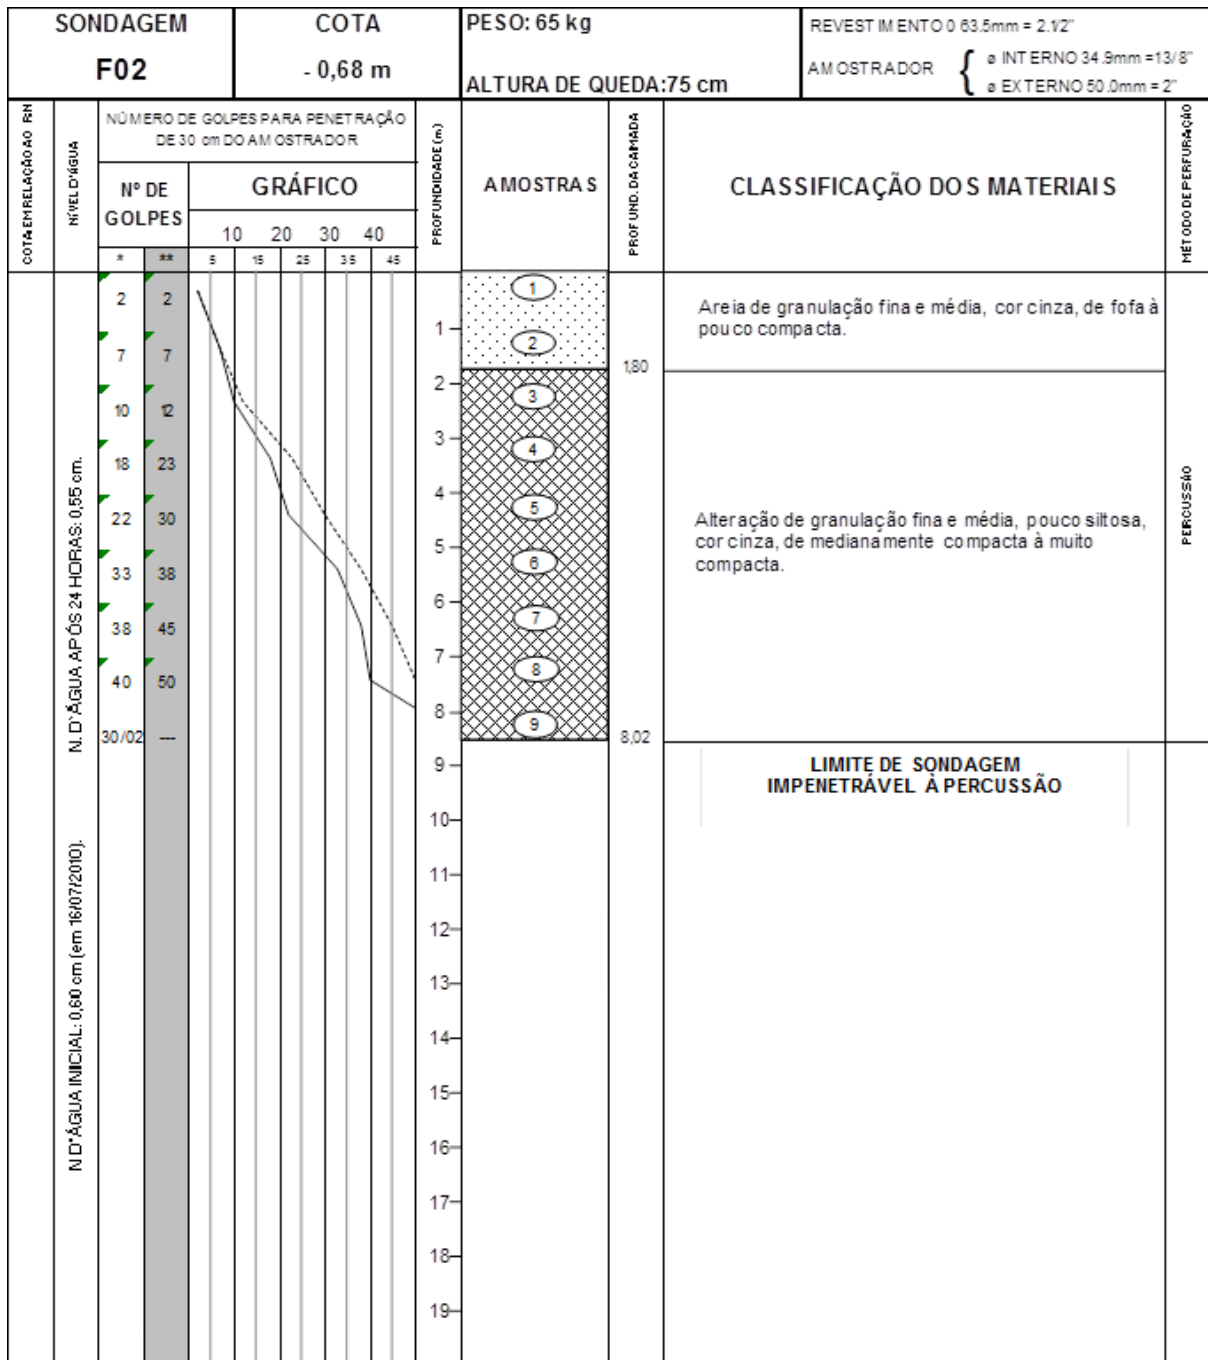 SONDAGEM
F02
COTA
- 0,68 m
PESO: 65 kg
ALTURA DE QUEDA:75 cm
REVESTIMENTO 0 63.5mm = 2.1/2"
AMOSTRADOR { ø INTERNO 34.9mm =13/8"
ø EXTERNO 50.0mm = 2"
COTA EM RELAÇÃO AO RN
NÍVEL D'ÁGUA
NÚMERO DE GOLPES PARA PENETRAÇÃO
DE 30 cm DO AMOSTRADOR
Nº DE
GOLPES
GRÁFICO
10 20 30 40
* ** 5 15 25 35 45
PROFUNDIDADE (m)
AMOSTRAS
PROFUND. DA CAMADA
CLASSIFICAÇÃO DOS MATERIAIS
MÉTODO DE PERFURAÇÃO
2 2
7 7
10 12
18 23
22 30
33 38
38 45
40 50
30/02 ---
N. D'ÁGUA APÓS 24 HORAS: 0,55 cm.
N D'ÁGUA INICIAL: 0,60 cm (em 16/07/2010).
1
2
3
4
5
6
7
8
9
10
11
12
13
14
15
16
17
18
19
1
2
3
4
5
6
7
8
9
1,80
8,02
Areia de granulação fina e média, cor cinza, de fofa à
pouco compacta.
Alteração de granulação fina e média, pouco siltosa,
cor cinza, de medianamente compacta à muito
compacta.
LIMITE DE SONDAGEM
IMPENETRÁVEL À PERCUSSÃO
PERCUSSÃO